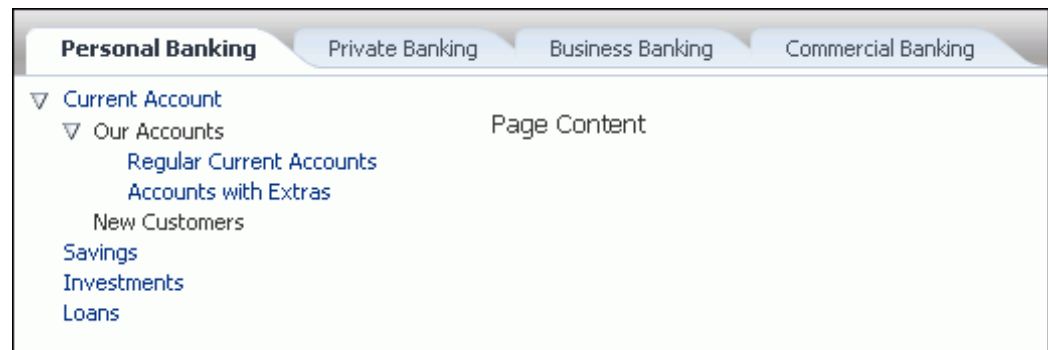 Personal Banking Private Banking Business Banking Commercial Banking
Current Account
Our Accounts
Page Content
Regular Current Accounts
Accounts with Extras
New Customers
Savings
Investments
Loans